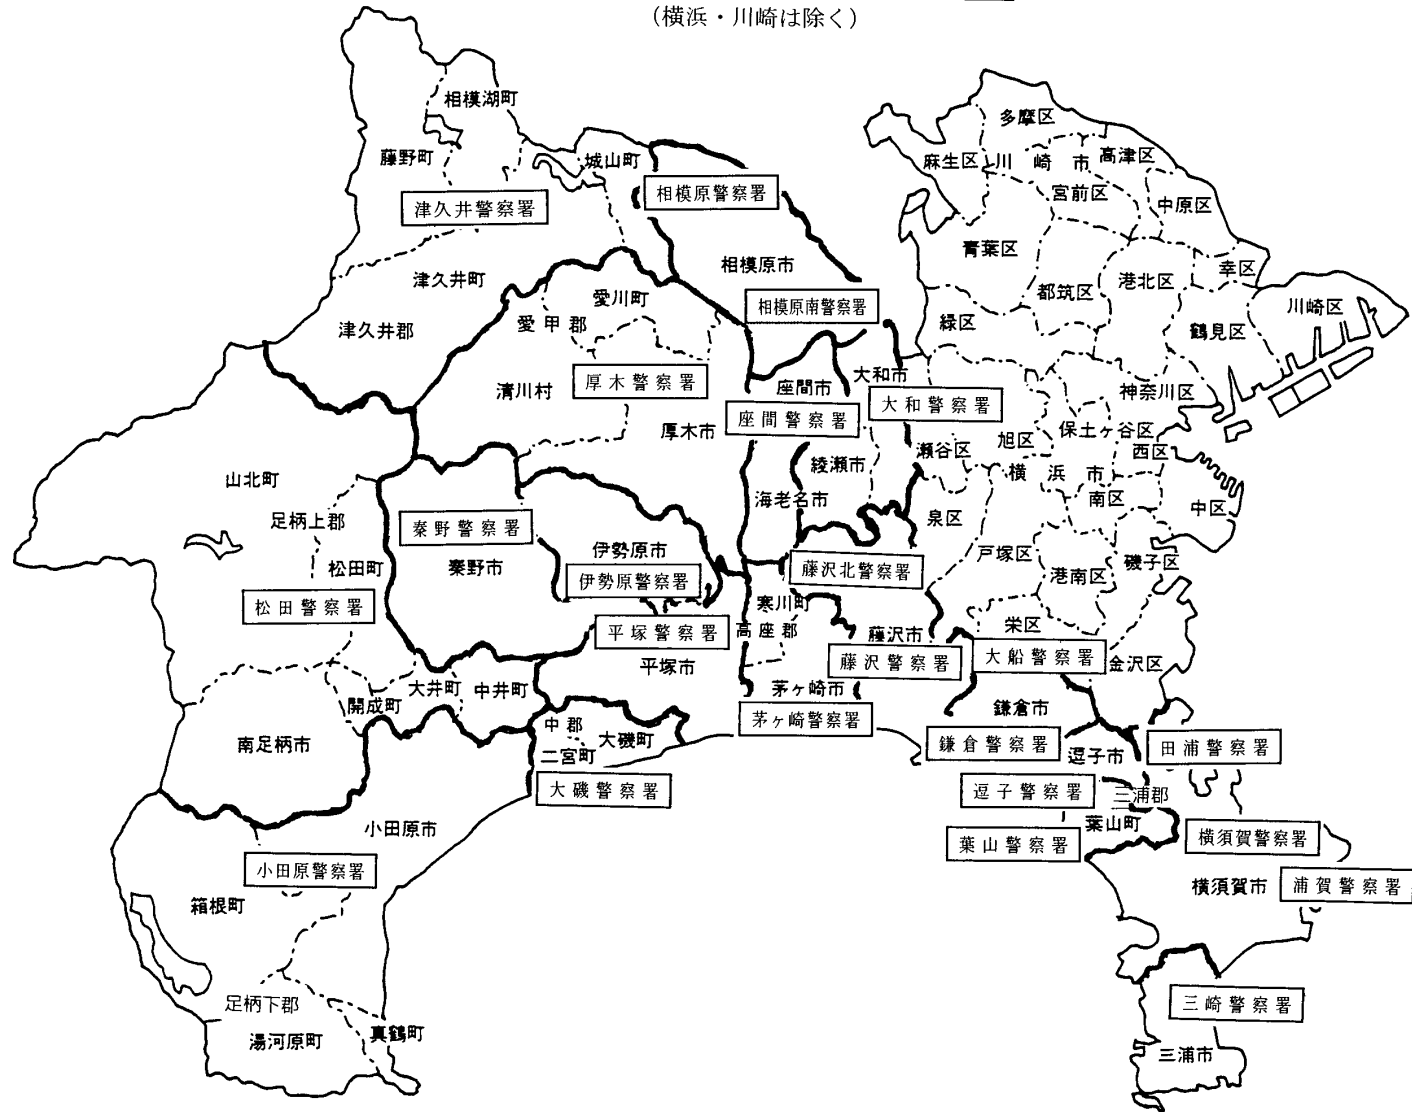 （横浜・川崎は除く）
相模湖町
藤野町
城山町
津久井警察署
相模原警察署
津久井町
相模原市
津久井郡
愛川町
愛甲郡
相模原南警察署
厚木警察署
清川村
厚木市
座間市
大和市
座間警察署
大和警察署
綾瀬市
海老名市
多摩区
麻生区
川崎市
高津区
宮前区
中原区
青葉区
幸区
都筑区
港北区
川崎区
緑区
鶴見区
神奈川区
旭区
保土ヶ谷区
瀬谷区
西区
横浜市
南区
中区
泉区
戸塚区
港南区
磯子区
栄区
金沢区
山北町
足柄上郡
松田町
松田警察署
秦野警察署
秦野市
伊勢原市
伊勢原警察署
平塚警察署
平塚市
寒川町
高座郡
藤沢北警察署
藤沢市
藤沢警察署
大船警察署
茅ヶ崎市
茅ヶ崎警察署
鎌倉市
鎌倉警察署
大井町
中井町
開成町
南足柄市
中郡
大磯町
二宮町
大磯警察署
小田原市
小田原警察署
箱根町
足柄下郡
湯河原町
真鶴町
逗子市
田浦警察署
逗子警察署
三浦郡
葉山町
葉山警察署
横須賀警察署
横須賀市
浦賀警察署
三崎警察署
三浦市